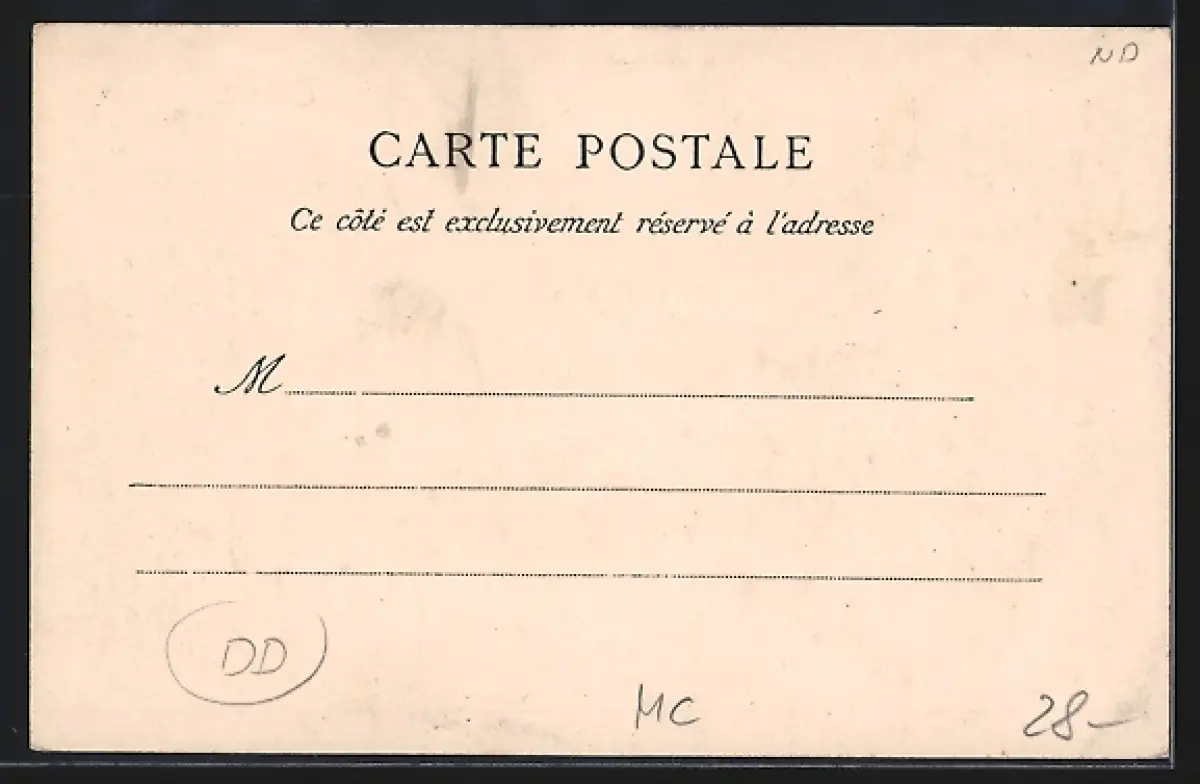 ND
CARTE POSTALE
Ce côté est exclusivement réservé à l'adresse
M
DD
MC
28-